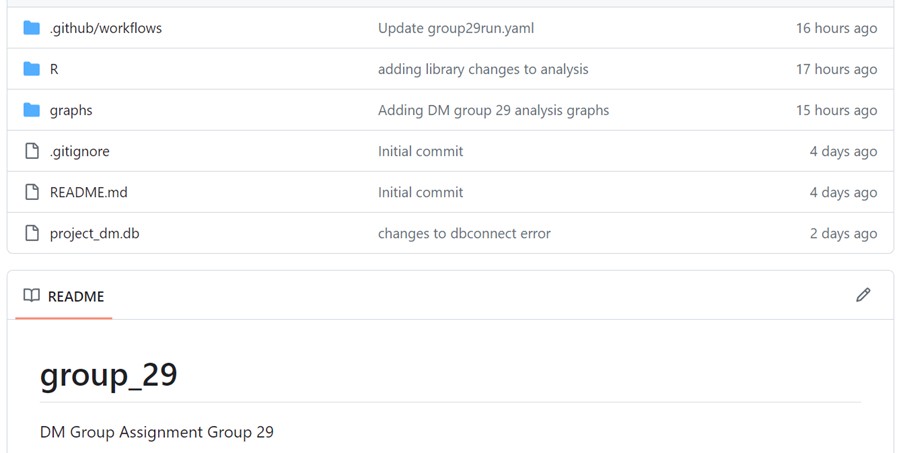 .github/workflows Update group29run.yaml 16 hours ago
R adding library changes to analysis 17 hours ago
graphs Adding DM group 29 analysis graphs 15 hours ago
.gitignore Initial commit 4 days ago
README.md Initial commit 4 days ago
project_dm.db changes to dbconnect error 2 days ago
README
group_29
DM Group Assignment Group 29